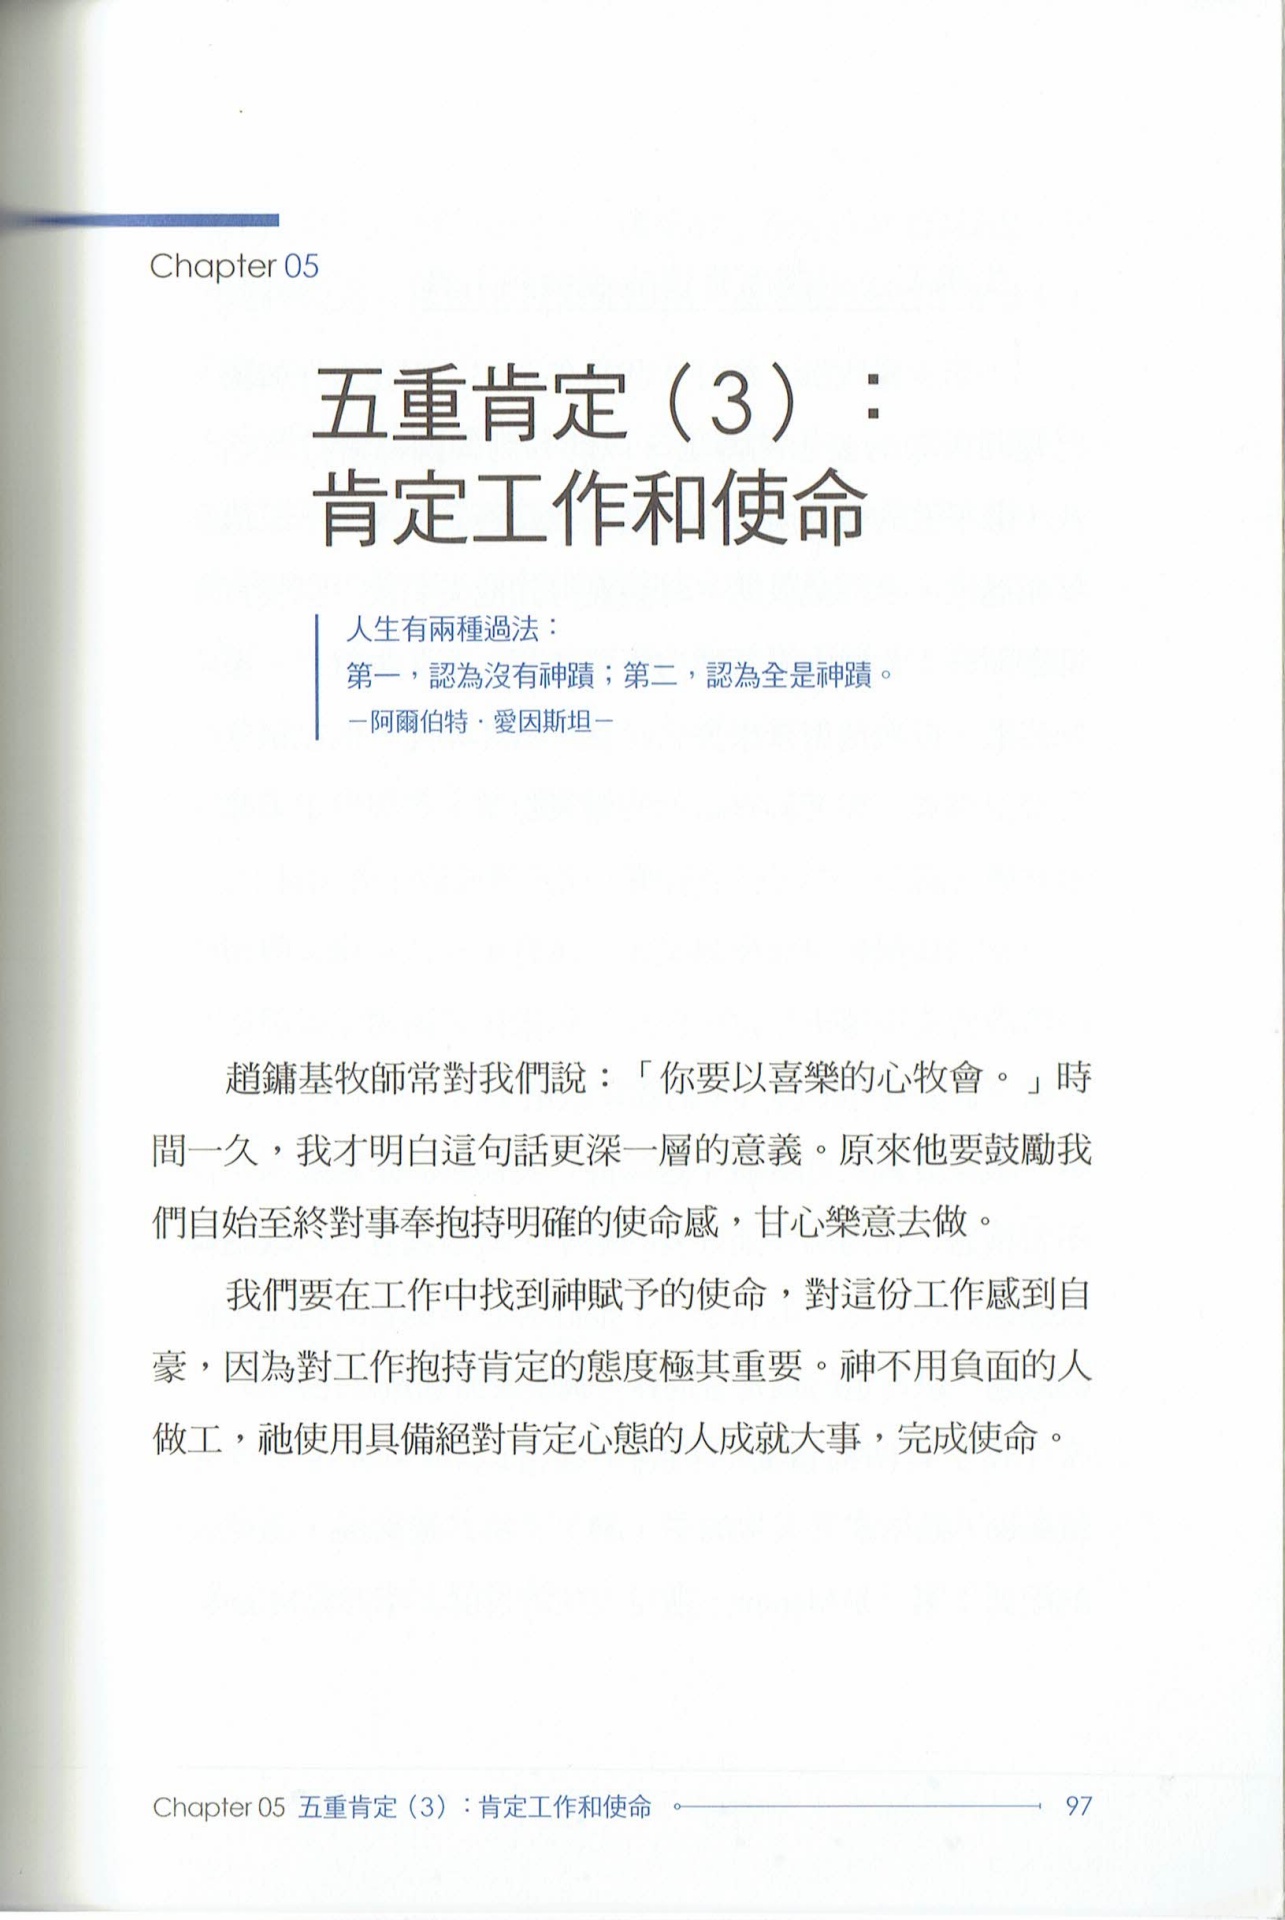 Chapter 05
五重肯定（3）：
肯定工作和使命
人生有兩種過法：
第一，認為沒有神蹟；第二，認為全是神蹟。
－阿爾伯特．愛因斯坦－
趙鏞基牧師常對我們說：「你要以喜樂的心牧會。」時
間一久，我才明白這句話更深一層的意義。原來他要鼓勵我
們自始至終對事奉抱持明確的使命感，甘心樂意去做。
我們要在工作中找到神賦予的使命，對這份工作感到自
豪，因為對工作抱持肯定的態度極其重要。神不用負面的人
做工，祂使用具備絕對肯定心態的人成就大事，完成使命。
Chapter 05 五重肯定（3）：肯定工作和使命 97